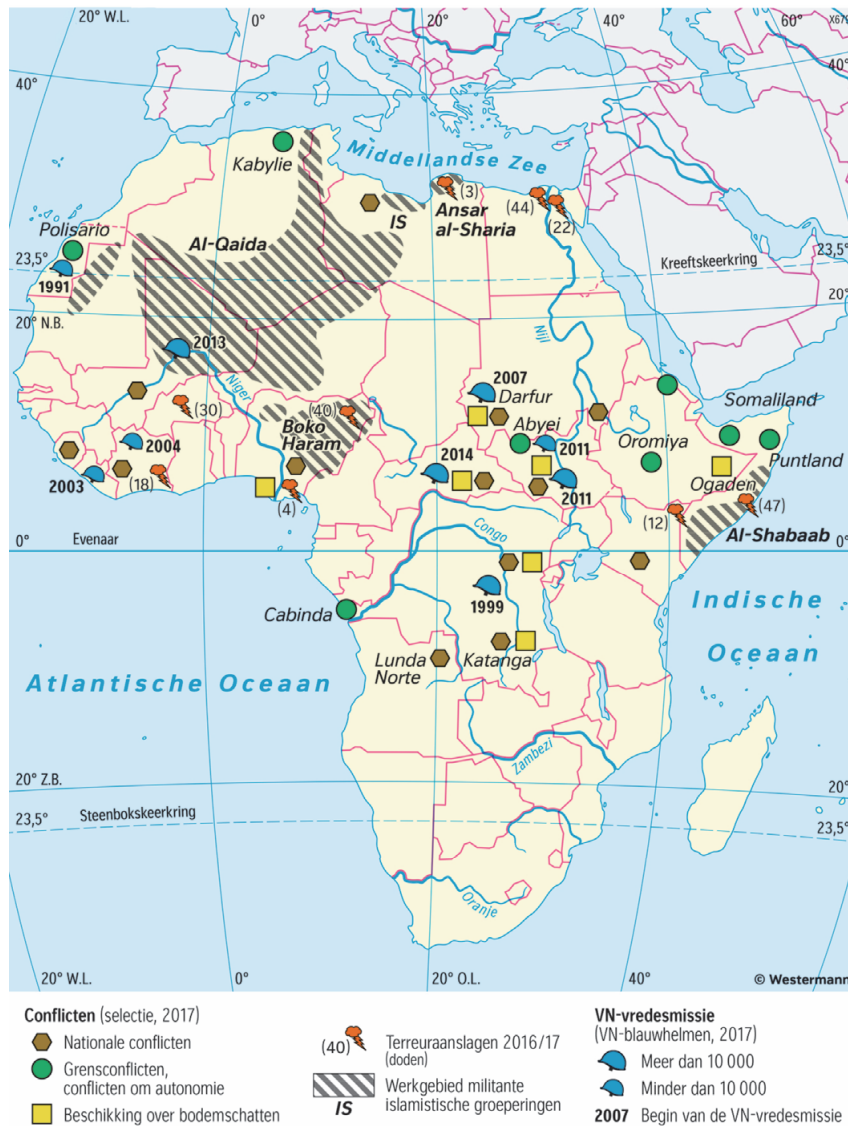 20° W.L.
0°
20°
40°
60°
40°
40°
Middellandse Zee
Kabylie
(3)
IS
Ansar
al-Sharia
(44)
(22)
Polisario
Al-Qaida
23,5°
1991
Kreeftskeerkring
23,5°
20°
20° N.B.
2013
Nijl
Niger
2007
Darfur
Somaliland
(30)
(40)
Boko
Haram
Abyei
Oromiya
2004
2014
2011
Puntland
2003
(18)
2011
Ogaden
(4)
(12)
(47)
Al-Shabaab
0°
Evenaar
Congo
0°
1999
Indische
Oceaan
Cabinda
Lunda
Norte
Katanga
Atlantische Oceaan
Zambezi
20° Z.B.
20°
Steenbokskeerkring
23,5°
23,5°
Oranje
20° W.L.
0°
20° O.L.
40°
© Westermann
Conflicten (selectie, 2017)
Nationale conflicten
Grensconflicten,
conflicten om autonomie
Beschikking over bodemschatten
(40)
Terreuraanslagen 2016/17
(doden)
Werkgebied militante
islamistische groeperingen
IS
VN-vredesmissie
(VN-blauwhelmen, 2017)
Meer dan 10 000
Minder dan 10 000
2007 Begin van de VN-vredesmissie